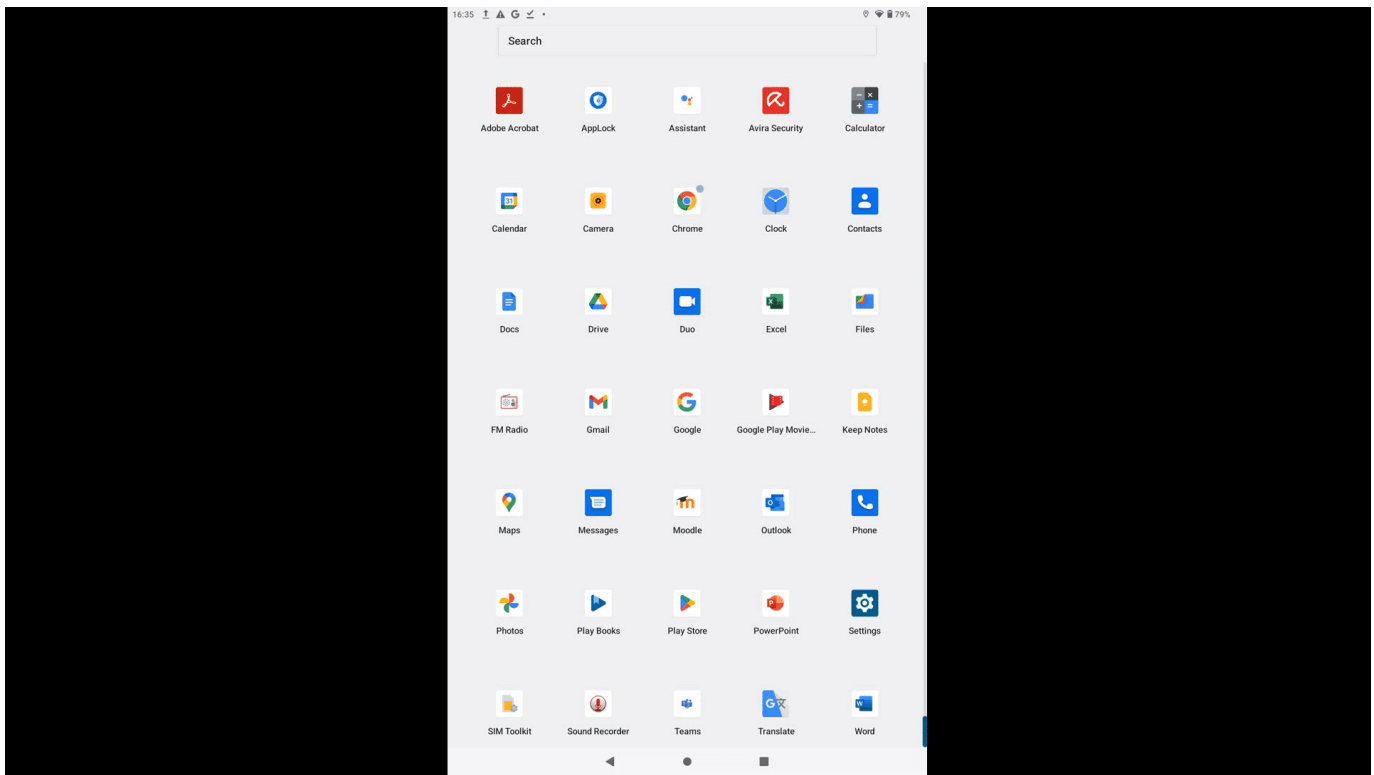 16:35 79%
Search
Adobe Acrobat AppLock Assistant Avira Security Calculator
Calendar Camera Chrome Clock Contacts
Docs Drive Duo Excel Files
FM Radio Gmail Google Google Play Movie... Keep Notes
Maps Messages Moodle Outlook Phone
Photos Play Books Play Store PowerPoint Settings
SIM Toolkit Sound Recorder Teams Translate Word